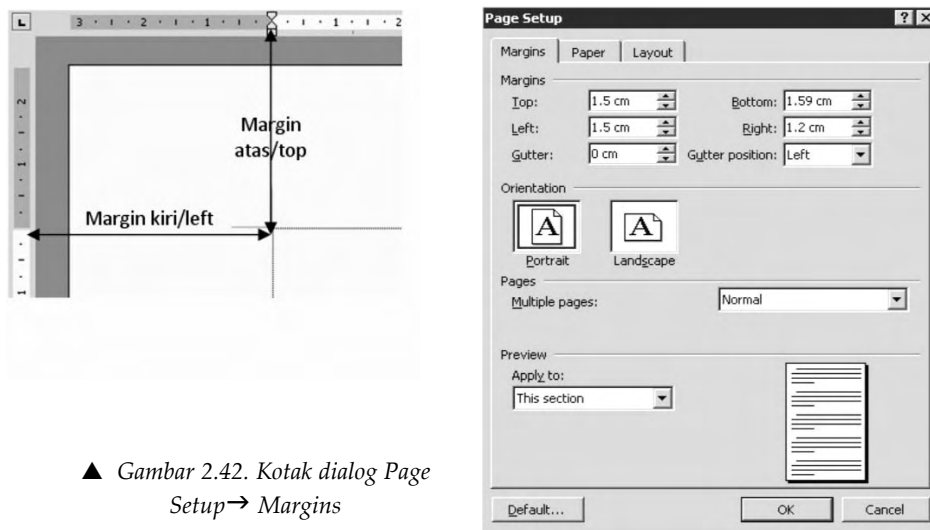 L
3 · ı · 2 · ı · 1 · ı · · ı · 1 · ı · 2
2 · ı · 1 · ı ·
· ı · 1
Margin
atas/top
Margin kiri/left
▲ Gambar 2.42. Kotak dialog Page
Setup→ Margins
Page Setup
? X
Margins Paper Layout
Margins
Top: 1.5 cm Bottom: 1.59 cm
Left: 1.5 cm Right: 1.2 cm
Gutter: 0 cm Gutter position: Left
Orientation
A A
Portrait Landscape
Pages
Multiple pages: Normal
Preview
Apply to:
This section
Default... OK Cancel